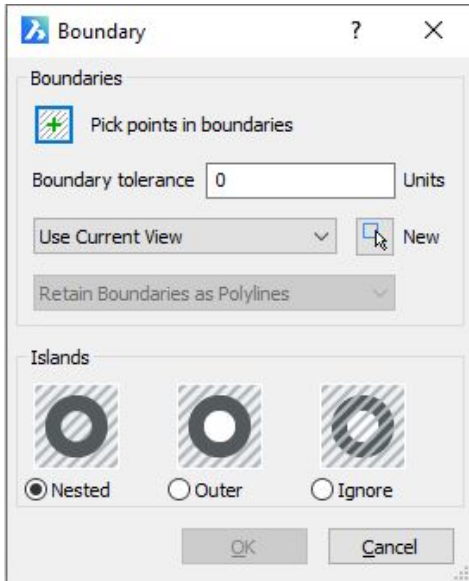 Boundary ? X
Boundaries
Pick points in boundaries
Boundary tolerance 0 Units
Use Current View New
Retain Boundaries as Polylines
Islands
Nested Outer Ignore
OK Cancel